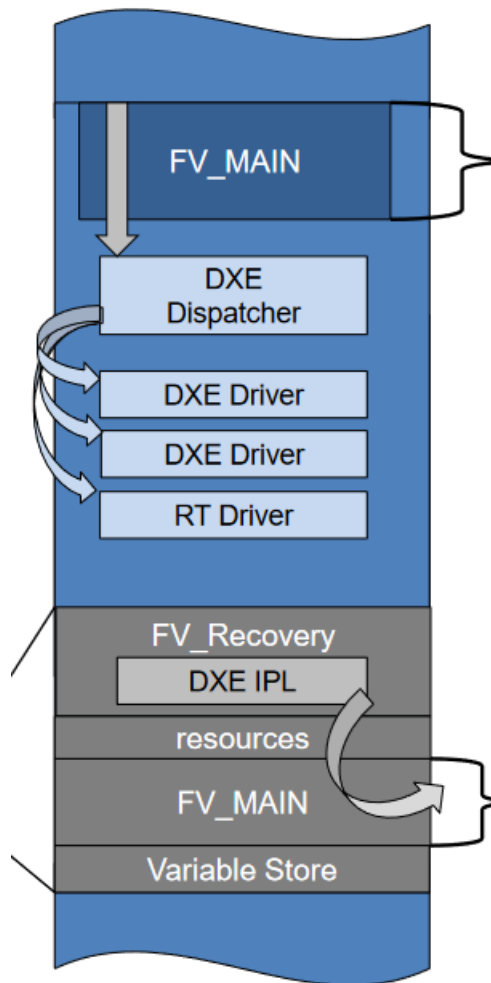 FV_MAIN
DXE
Dispatcher
DXE Driver
DXE Driver
RT Driver
FV_Recovery
DXE IPL
resources
FV_MAIN
Variable Store